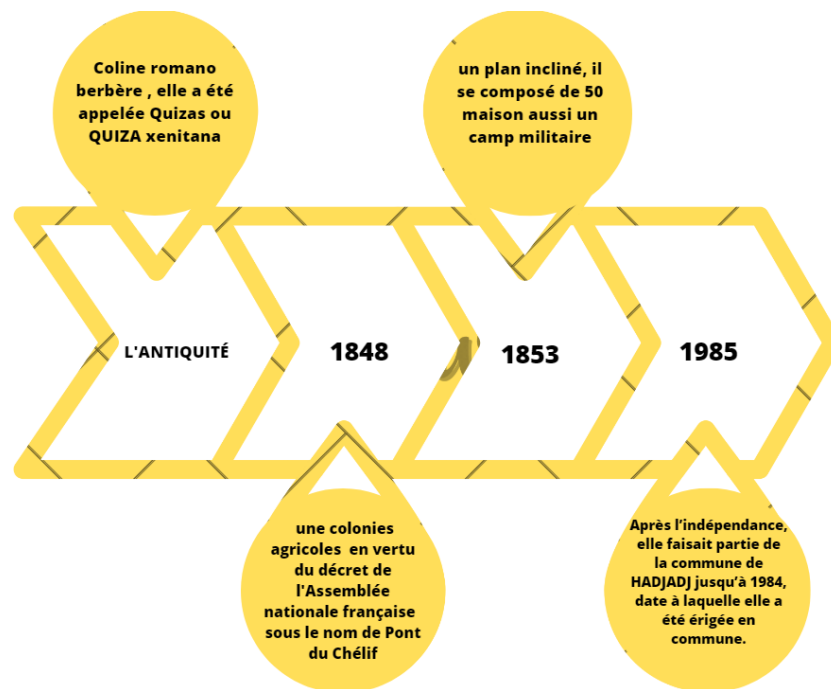 Coline romano
berbère , elle a été
appelée Quizas ou
QUIZA xenitana
un plan incliné, il
se composé de 50
maison aussi un
camp militaire
L'ANTIQUITÉ
1848
1853
1985
une colonies
agricoles en vertu
du décret de
l'Assemblée
nationale française
sous le nom de Pont
du Chélif
Après l’indépendance,
elle faisait partie de
la commune de
HADJADJ jusqu’à 1984,
date à laquelle elle a
été érigée en
commune.